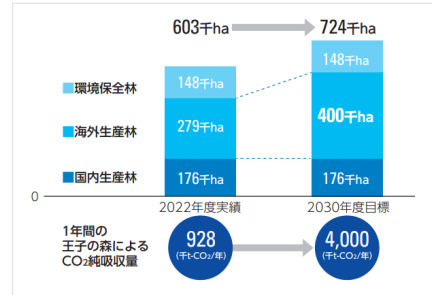 603千ha 724千ha
環境保全林 148千ha 148千ha
海外生産林 279千ha 400千ha
国内生産林 176千ha 176千ha
0
2022年度実績 2030年度目標
1年間の
王子の森による
CO₂純吸収量
928
(千t-CO₂/年)
4,000
(千t-CO₂/年)